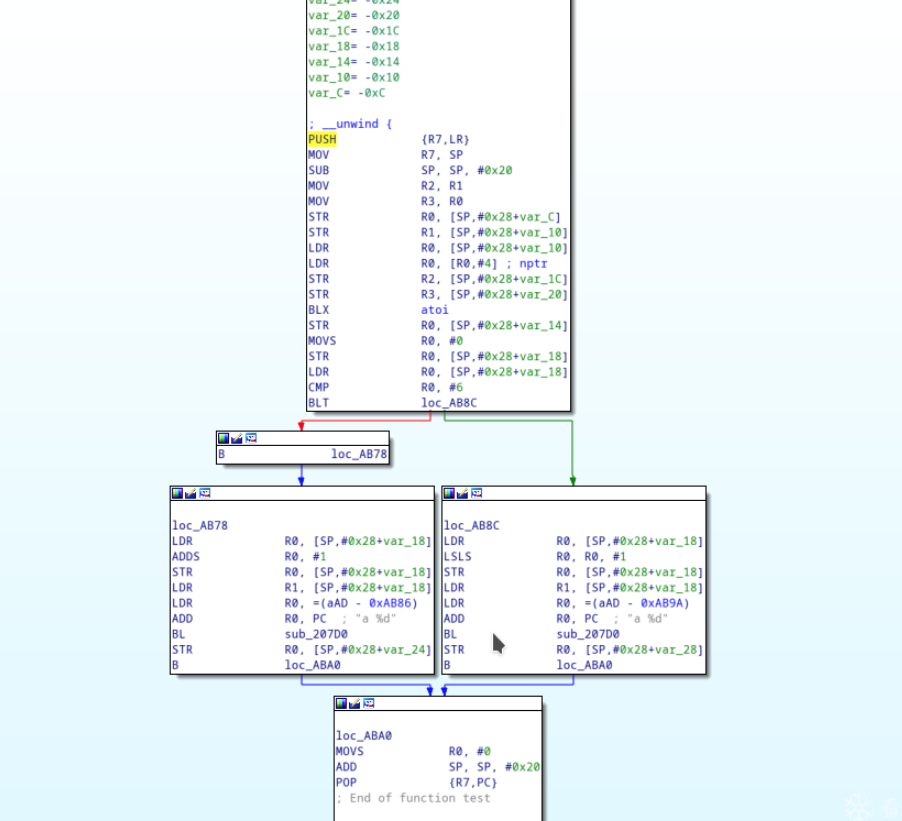 var_24= -0x24
var_20= -0x20
var_1C= -0x1C
var_18= -0x18
var_14= -0x14
var_10= -0x10
var_C= -0xC
; __unwind {
PUSH {R7,LR}
MOV R7, SP
SUB SP, SP, #0x20
MOV R2, R1
MOV R3, R0
STR R0, [SP,#0x28+var_C]
STR R1, [SP,#0x28+var_10]
LDR R0, [SP,#0x28+var_10]
LDR R0, [R0,#4] ; nptr
STR R2, [SP,#0x28+var_1C]
STR R3, [SP,#0x28+var_20]
BLX atoi
STR R0, [SP,#0x28+var_14]
MOVS R0, #0
STR R0, [SP,#0x28+var_18]
LDR R0, [SP,#0x28+var_18]
CMP R0, #6
BLT loc_AB8C
B loc_AB78
loc_AB78
LDR R0, [SP,#0x28+var_18]
ADDS R0, #1
STR R0, [SP,#0x28+var_18]
LDR R1, [SP,#0x28+var_18]
LDR R0, =(aAD - 0xAB86)
ADD R0, PC ; "a %d"
BL sub_207D0
STR R0, [SP,#0x28+var_24]
B loc_ABA0
loc_AB8C
LDR R0, [SP,#0x28+var_18]
LSLS R0, R0, #1
STR R0, [SP,#0x28+var_18]
LDR R1, [SP,#0x28+var_18]
LDR R0, =(aAD - 0xAB9A)
ADD R0, PC ; "a %d"
BL sub_207D0
STR R0, [SP,#0x28+var_28]
B loc_ABA0
loc_ABA0
MOVS R0, #0
ADD SP, SP, #0x20
POP {R7,PC}
; End of function test